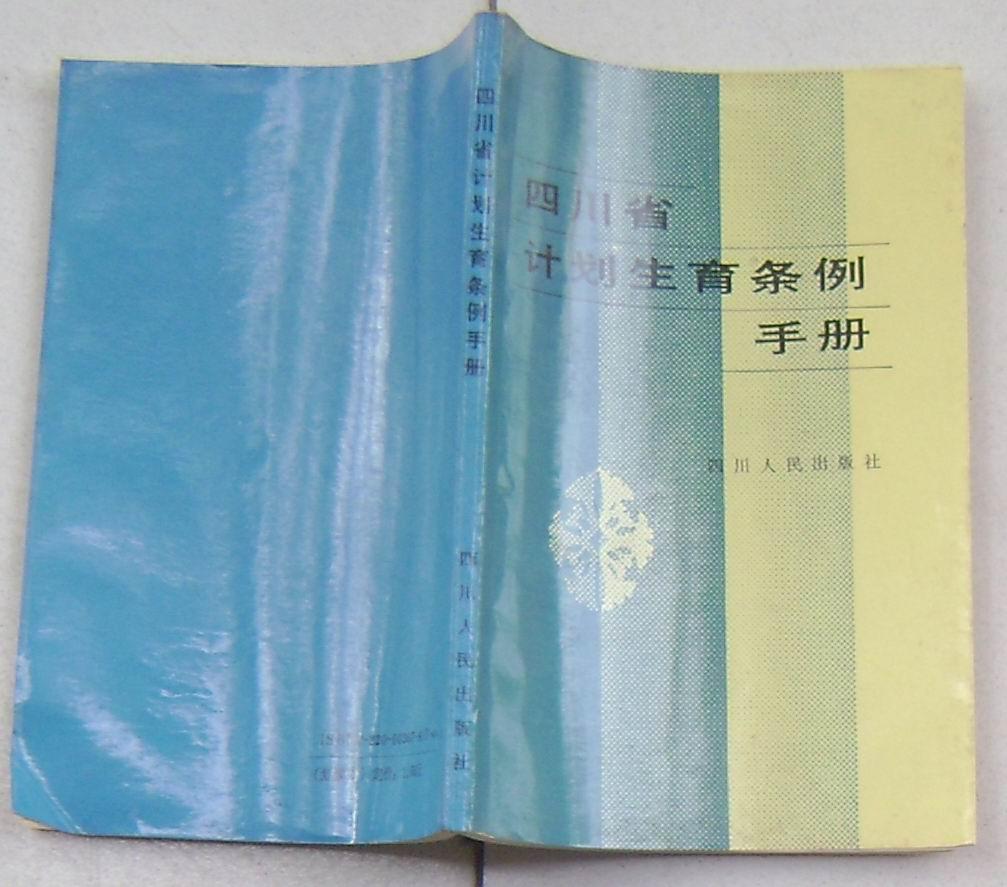 四川省
计划生育条例
手册
四川人民出版社
四川省计划生育条例手册
四川人民出版社